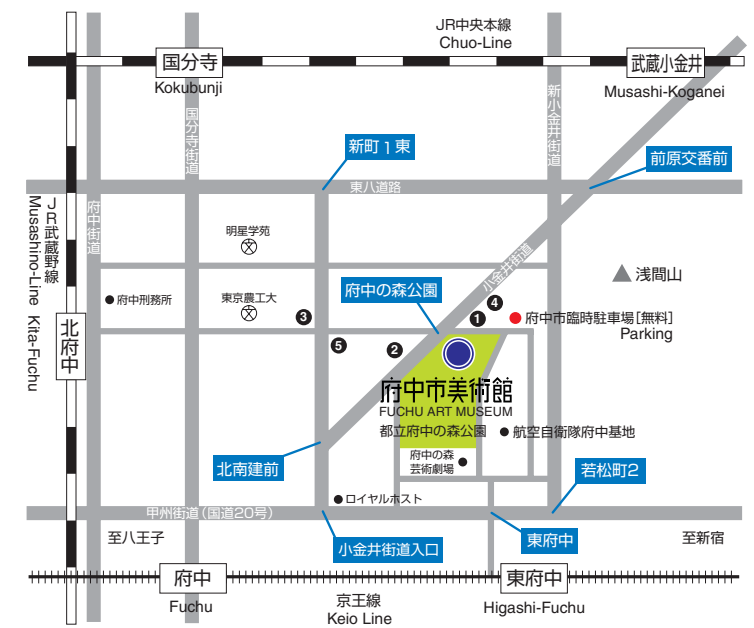 JR中央本線
Chuo-Line
国分寺
Kokubunji
武蔵小金井
Musashi-Koganei
国分寺街道
新小金井街道
新町1東
前原交番前
東八道路
JR武蔵野線
Musashino-Line Kita-Fuchu
府中街道
明星学苑
文
小金井街道
浅間山
府中刑務所
東京農工大
文
府中の森公園
4
3
1
府中市臨時駐車場[無料]
Parking
北府中
5
2
府中市美術館
FUCHU ART MUSEUM
都立府中の森公園
航空自衛隊府中基地
北南建前
府中の森
芸術劇場
若松町2
ロイヤルホスト
甲州街道(国道20号)
至八王子
小金井街道入口
東府中
至新宿
府中
Fuchu
京王線
Keio Line
東府中
Higashi-Fuchu